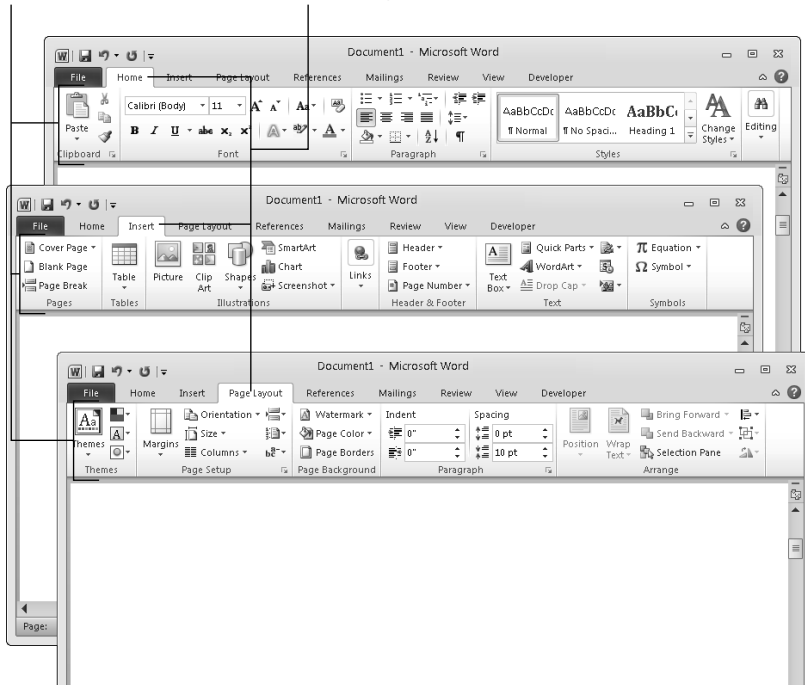 Document1 - Microsoft Word
File Home Insert Page Layout References Mailings Review View Developer
Calibri (Body) 11 A A Aa
Paste B I U abc x₂ x² A ab A
AaBbCcDc AaBbCcDc AaBbC
¶ Normal ¶ No Spaci... Heading 1 Change Styles Editing
Clipboard Font Paragraph Styles
Document1 - Microsoft Word
File Home Insert Page Layout References Mailings Review View Developer
Cover Page SmartArt Header Quick Parts π Equation
Blank Page Chart Footer WordArt Ω Symbol
Page Break Table Picture Clip Art Shapes Screenshot Links Page Number Text Box Drop Cap
Pages Tables Illustrations Header & Footer Text Symbols
Document1 - Microsoft Word
File Home Insert Page Layout References Mailings Review View Developer
Aa Orientation Watermark Indent Spacing Bring Forward
A Size Page Color 0" 0 pt Send Backward
Themes Margins Columns Page Borders 0" 10 pt Position Wrap Text Selection Pane
Themes Page Setup Page Background Paragraph Arrange
Page: